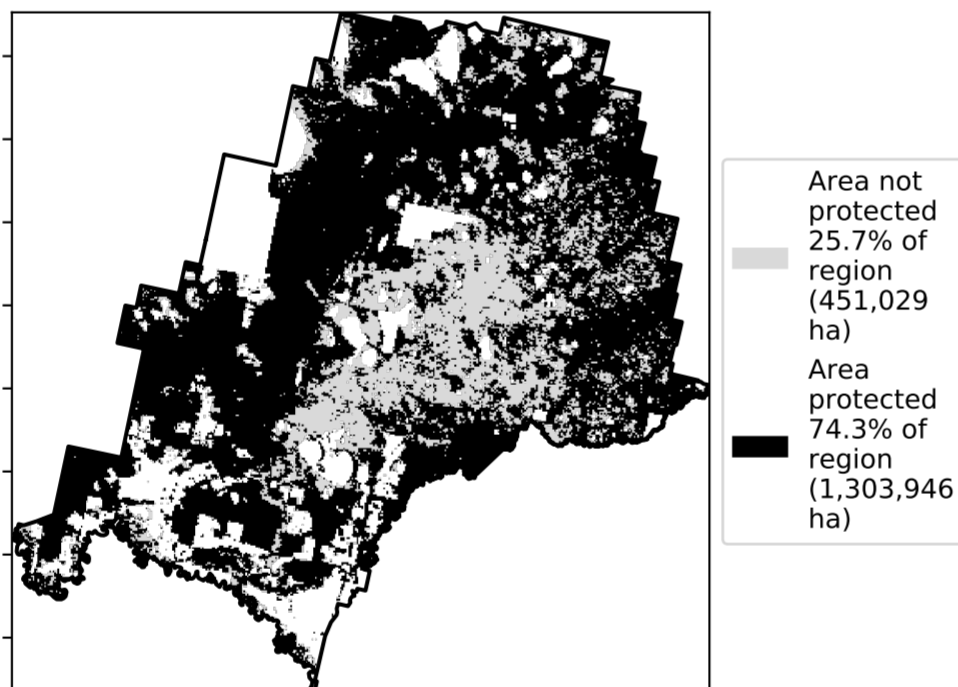 Area not
protected
25.7% of
region
(451,029
ha)
Area
protected
74.3% of
region
(1,303,946
ha)